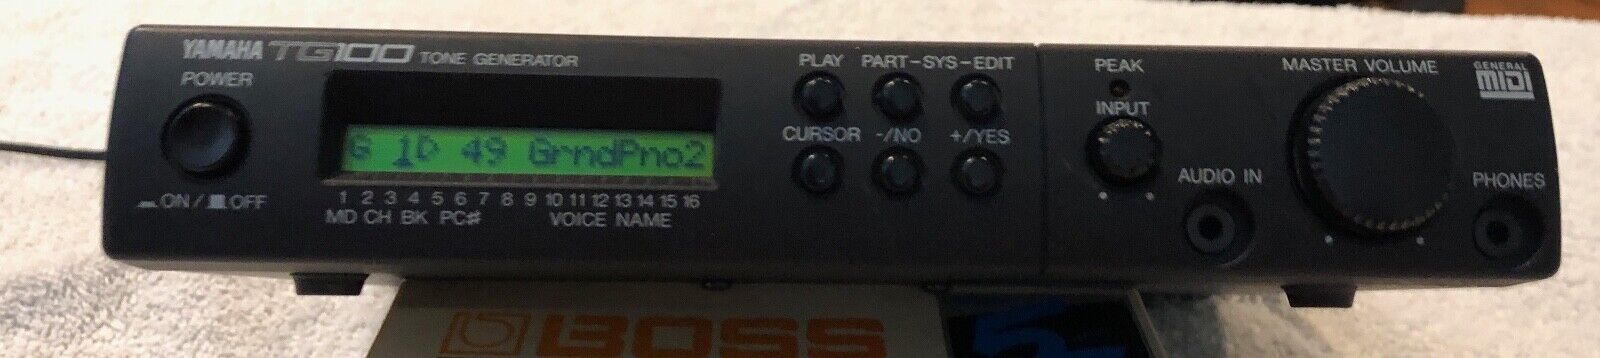 YAMAHA TG100 TONE GENERATOR
POWER
ON / OFF
G 1D 49 GrndPno2
1 2 3 4 5 6 7 8 9 10 11 12 13 14 15 16
MD CH BK PC# VOICE NAME
PLAY PART-SYS-EDIT
CURSOR -/NO +/YES
PEAK
INPUT
AUDIO IN
MASTER VOLUME
GENERAL
MIDI
PHONES
BOSS